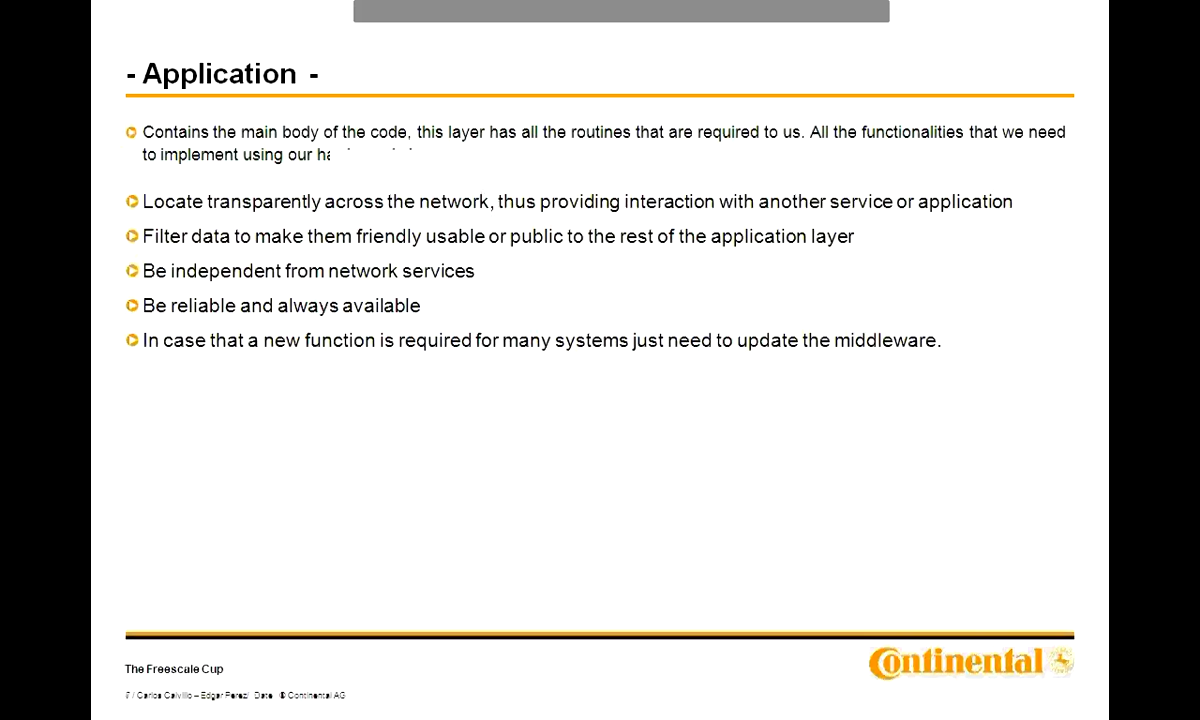 - Application -
Contains the main body of the code, this layer has all the routines that are required to us. All the functionalities that we need
to implement using our
Locate transparently across the network, thus providing interaction with another service or application
Filter data to make them friendly usable or public to the rest of the application layer
Be independent from network services
Be reliable and always available
In case that a new function is required for many systems just need to update the middleware.
The Freescale Cup
Continental
7 / Carlos Calvillo – Edgar Perez/ Date © Continental AG